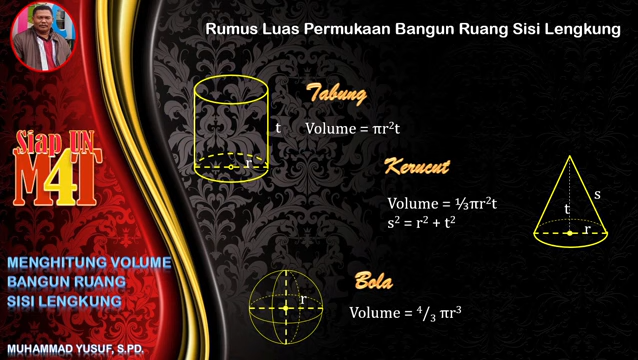 Rumus Luas Permukaan Bangun Ruang Sisi Lengkung
Tabung
t
r
Volume = πr²t
Siap UN
M4T
Kerucut
Volume = ⅓πr²t
s² = r² + t²
s
t
r
MENGHITUNG VOLUME
BANGUN RUANG
SISI LENGKUNG
Bola
r
Volume = ⁴/₃ πr³
MUHAMMAD YUSUF, S.PD.